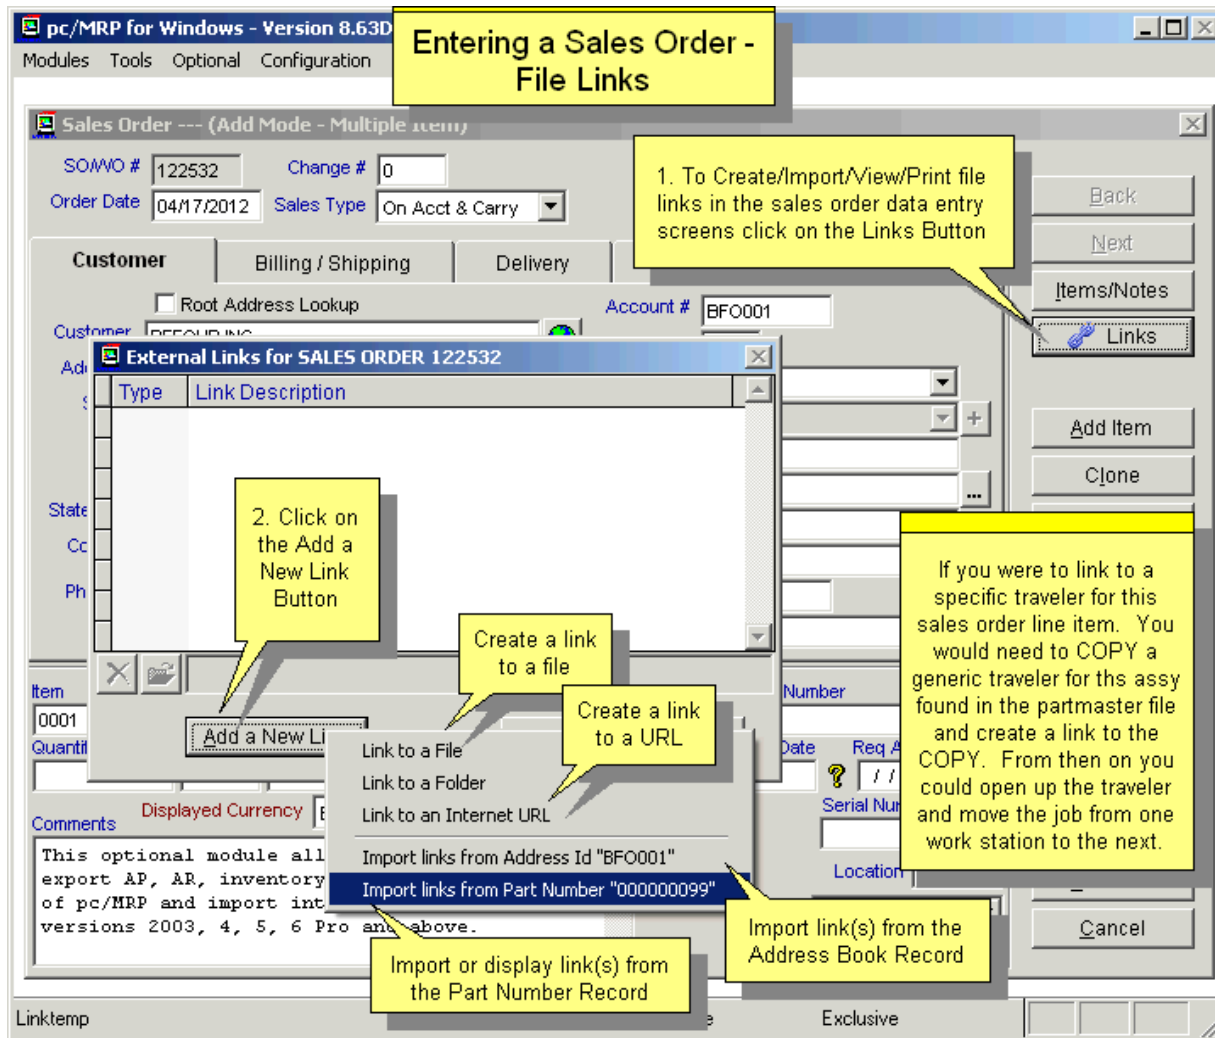 pc/MRP for Windows - Version 8.63D
Entering a Sales Order -
File Links
Modules Tools Optional Configuration
Sales Order --- (Add Mode - Multiple Item)
SO/WO # 122532 Change # 0
Order Date 04/17/2012 Sales Type On Acct & Carry
1. To Create/Import/View/Print file
links in the sales order data entry
screens click on the Links Button
Back
Next
Items/Notes
Links
Add Item
Clone
Cancel
Customer Billing / Shipping Delivery
Root Address Lookup Account # BFO001
Customer
State
External Links for SALES ORDER 122532
Type Link Description
2. Click on
the Add a
New Link
Button
Create a link
to a file
Create a link
to a URL
If you were to link to a
specific traveler for this
sales order line item. You
would need to COPY a
generic traveler for ths assy
found in the partmaster file
and create a link to the
COPY. From then on you
could open up the traveler
and move the job from one
work station to the next.
Item Number
0001
Add a New Li
Date Req A
/ /
Link to a File
Link to a Folder
Link to an Internet URL
Import links from Address Id "BFO001"
Import links from Part Number "000000099"
Displayed Currency
Serial Nu
Location
Comments
This optional module all
export AP, AR, inventory
of pc/MRP and import int
versions 2003, 4, 5, 6 Pro and above.
Import link(s) from the
Address Book Record
Import or display link(s) from
the Part Number Record
Linktemp Exclusive